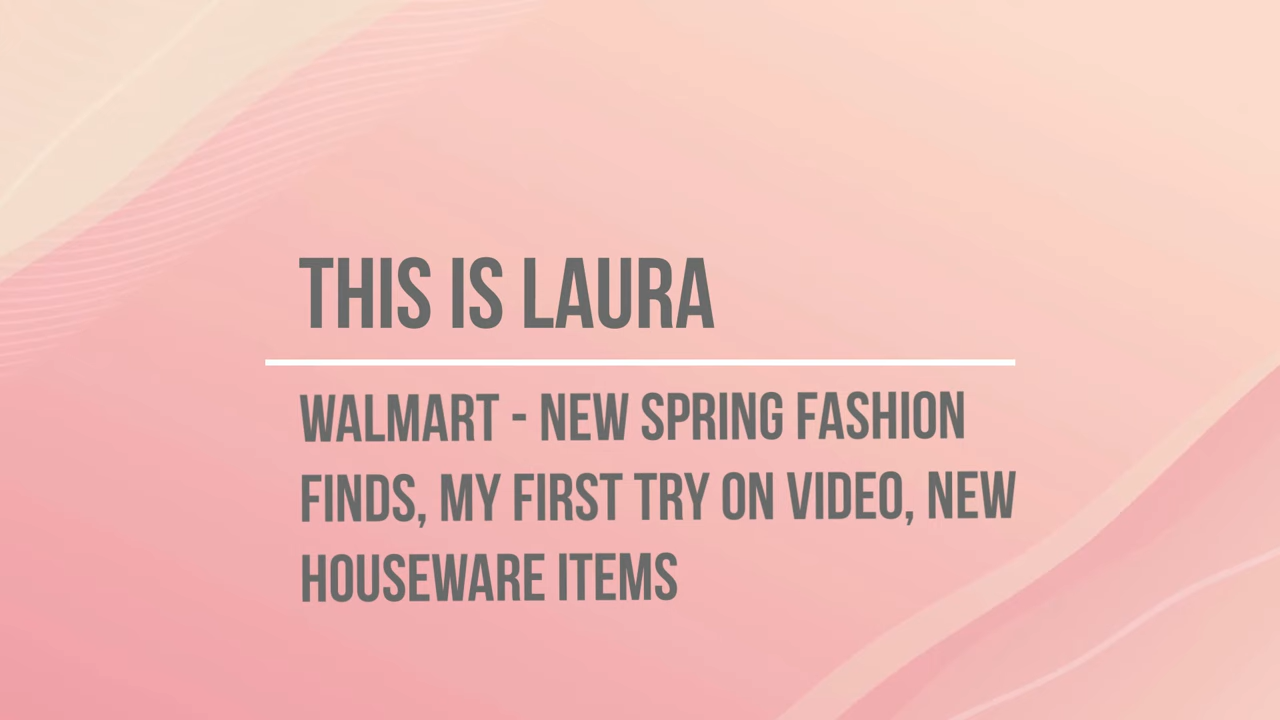 THIS IS LAURA
WALMART - NEW SPRING FASHION
FINDS, MY FIRST TRY ON VIDEO, NEW
HOUSEWARE ITEMS